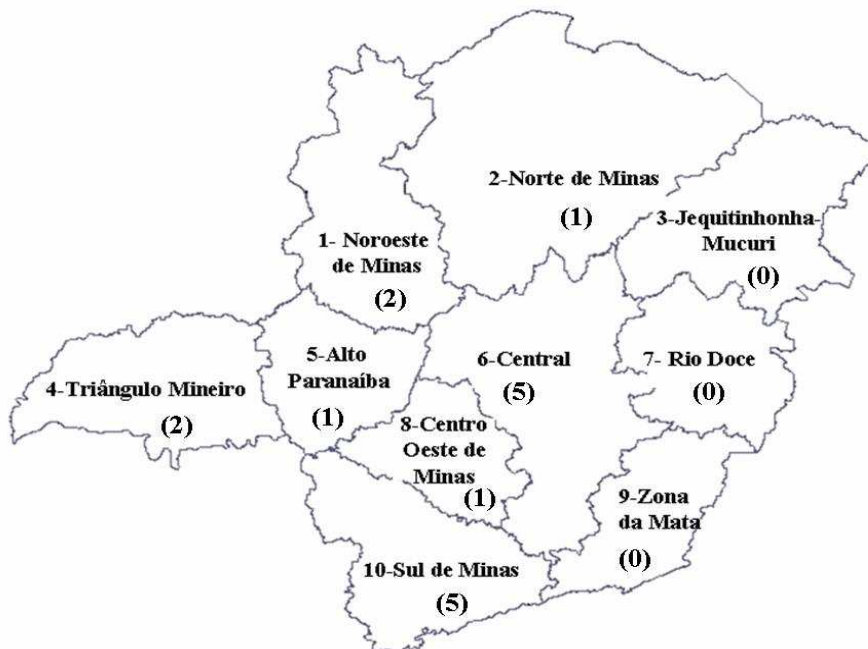 2-Norte de Minas
(1)
3-Jequitinhonha-
Mucuri
(0)
1- Noroeste
de Minas
(2)
4-Triângulo Mineiro
(2)
5-Alto
Paranaíba
(1)
6-Central
(5)
7- Rio Doce
(0)
8-Centro
Oeste de
Minas
(1)
9-Zona
da Mata
(0)
10-Sul de Minas
(5)